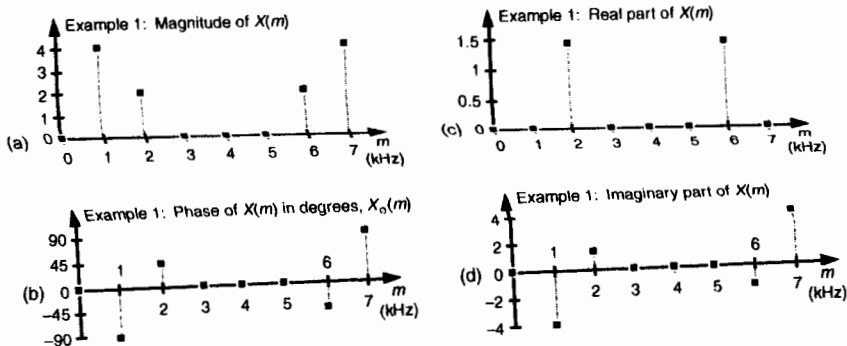 Example 1: Magnitude of X(m)
4
3
2
1
0
(a)
0 1 2 3 4 5 6 7 m
(kHz)
Example 1: Real part of X(m)
1.5
1
0.5
0
(c)
0 1 2 3 4 5 6 7 m
(kHz)
Example 1: Phase of X(m) in degrees, Xø(m)
90
45
0
-45
-90
(b)
1 6
2 3 4 5 7 m
(kHz)
Example 1: Imaginary part of X(m)
4
2
0
-2
-4
(d)
1 6
2 3 4 5 7 m
(kHz)